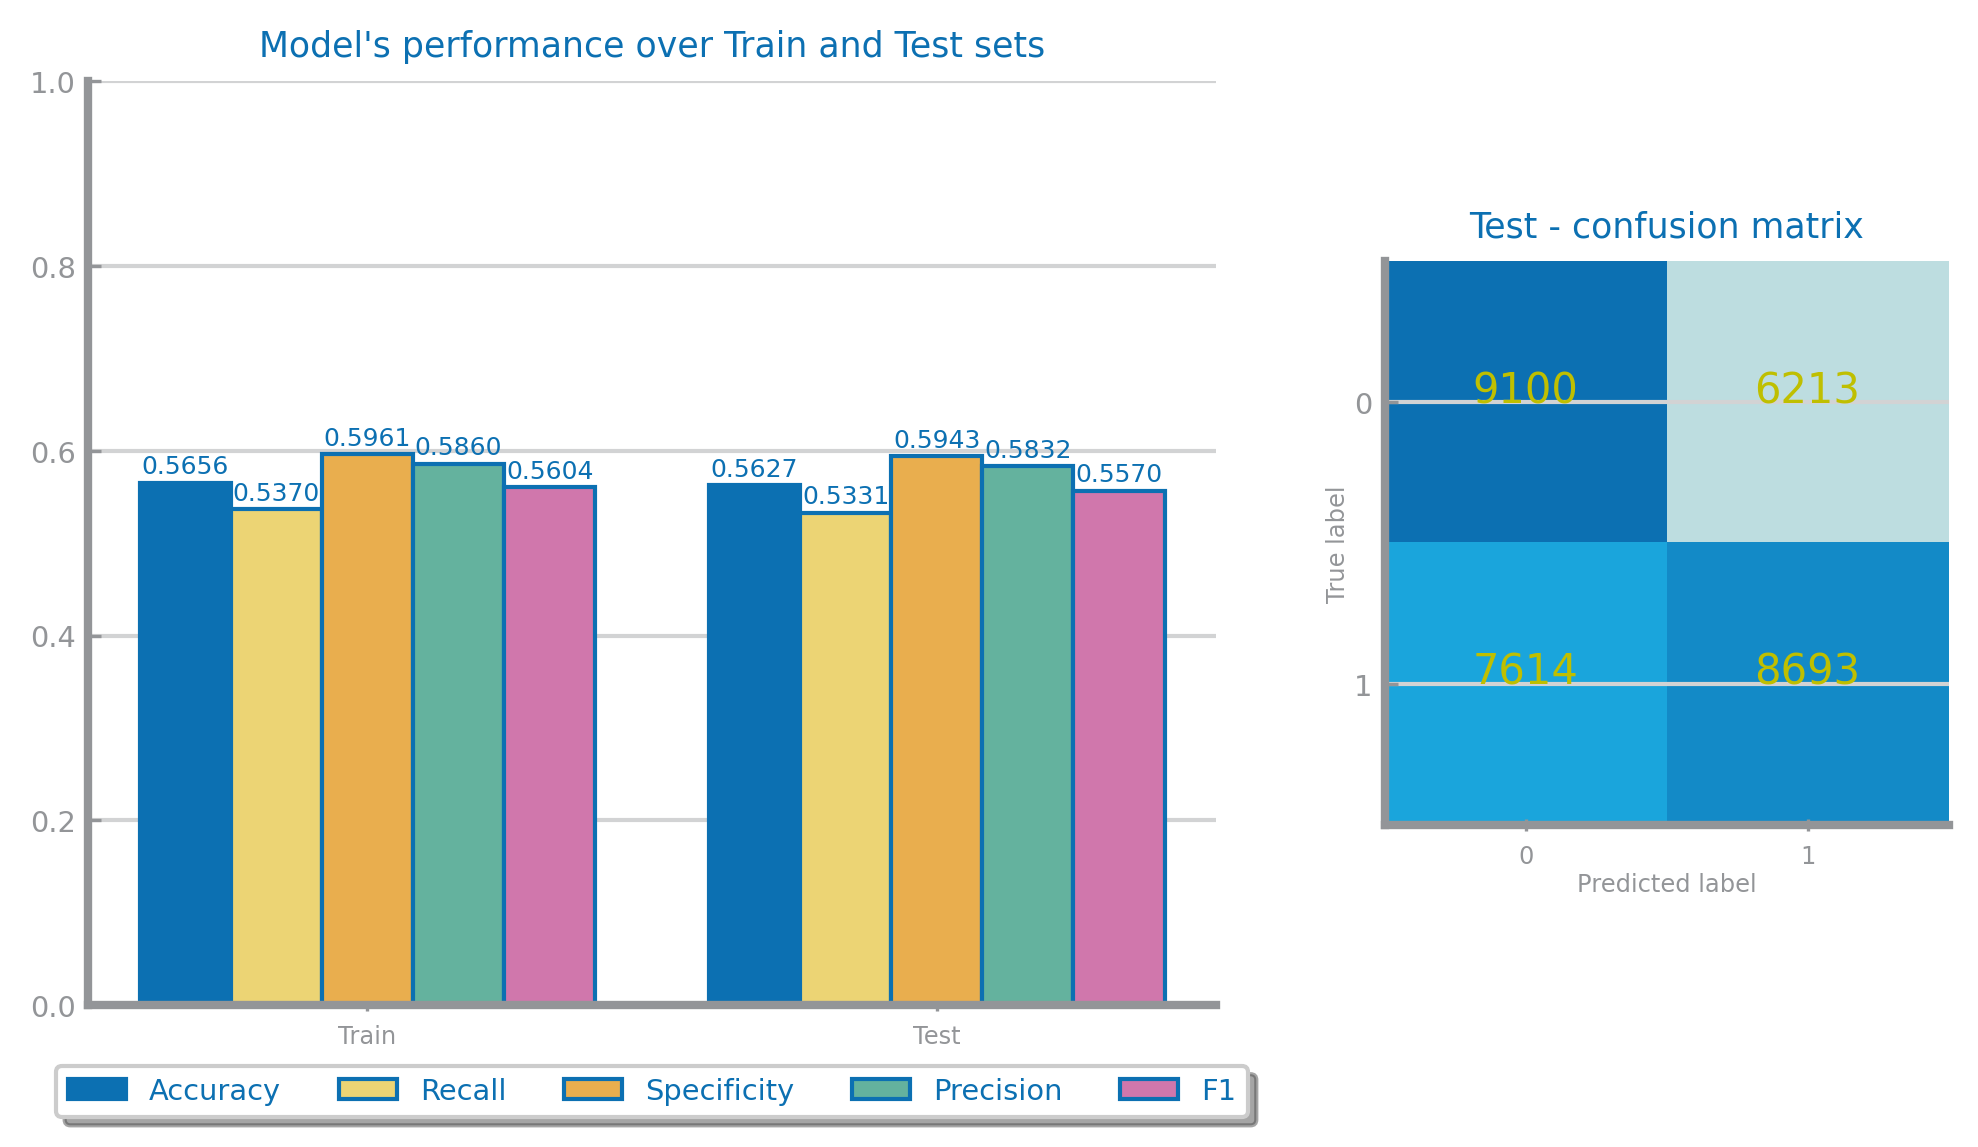 Model's performance over Train and Test sets
1.0
0.8
0.6
0.4
0.2
0.0
0.5656
0.5370
0.5961
0.5860
0.5604
0.5627
0.5331
0.5943
0.5832
0.5570
Train
Test
Accuracy
Recall
Specificity
Precision
F1
Test - confusion matrix
True label
0
1
9100
6213
7614
8693
0
1
Predicted label